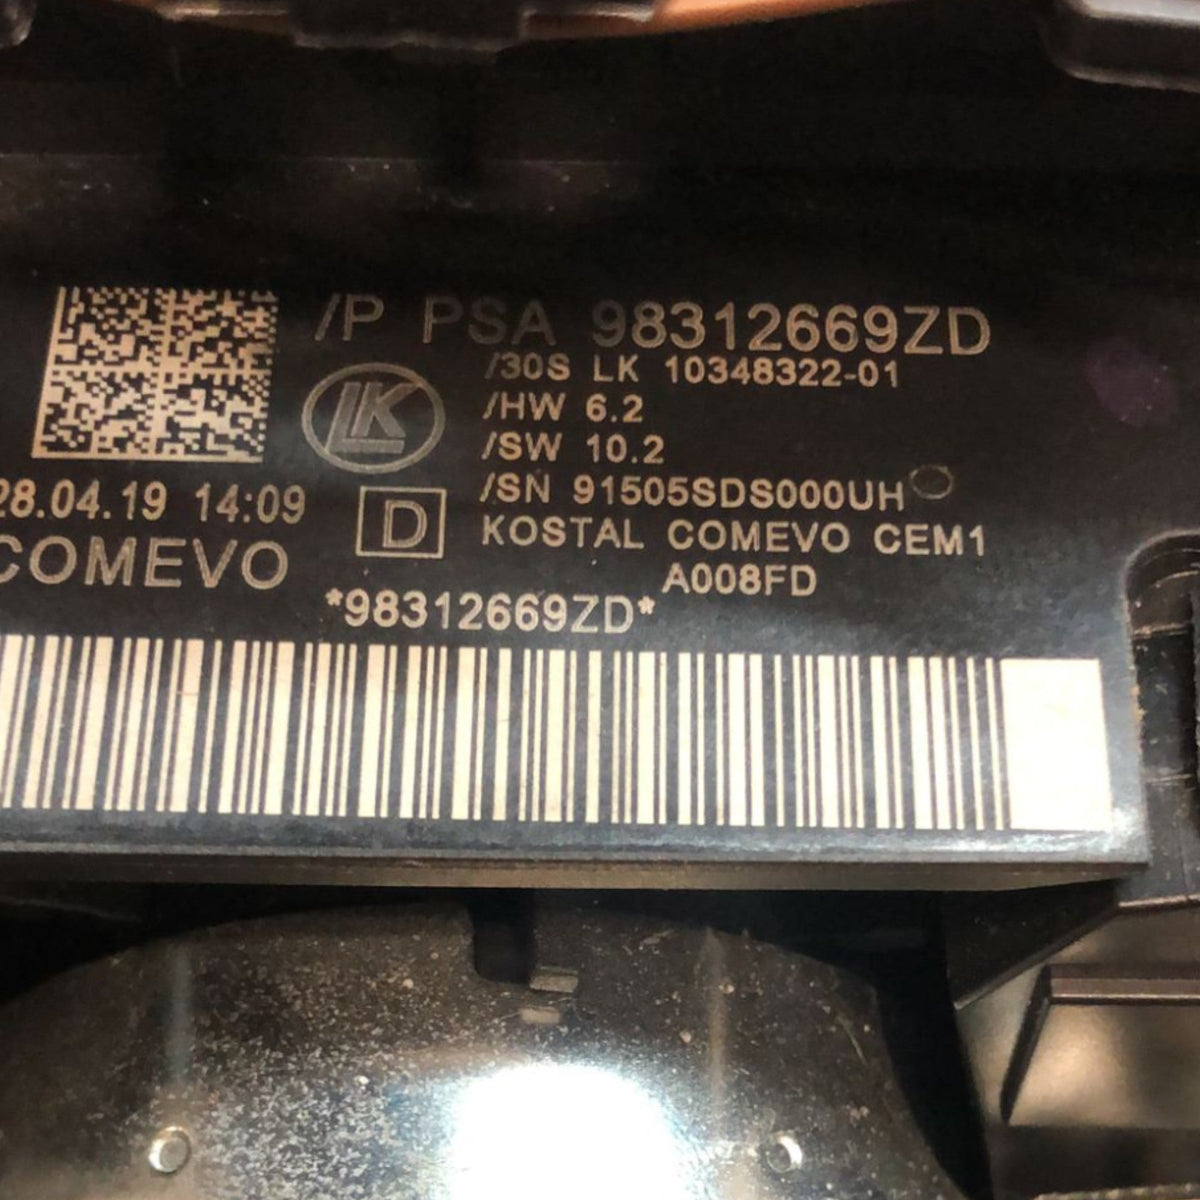 /P PSA 98312669ZD
/30S LK 10348322-01
LK
/HW 6.2
/SW 10.2
28.04.19 14:09
/SN 91505SDS000UH
D
KOSTAL COMEVO CEM1
COMEVO
A008FD
*98312669ZD*